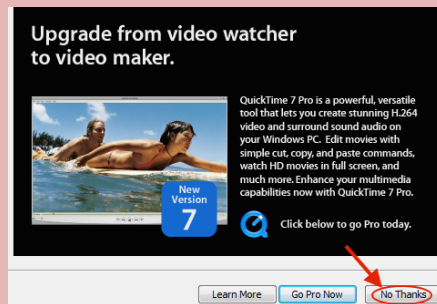 Upgrade from video watcher
to video maker.
QuickTime 7 Pro is a powerful, versatile
tool that lets you create stunning H.264
video and surround sound audio on
your Windows PC. Edit movies with
simple cut, copy, and paste commands,
watch HD movies in full screen, and
much more. Enhance your multimedia
capabilities now with QuickTime 7 Pro.
New
Version
7
Click below to go Pro today.
Learn More
Go Pro Now
No Thanks